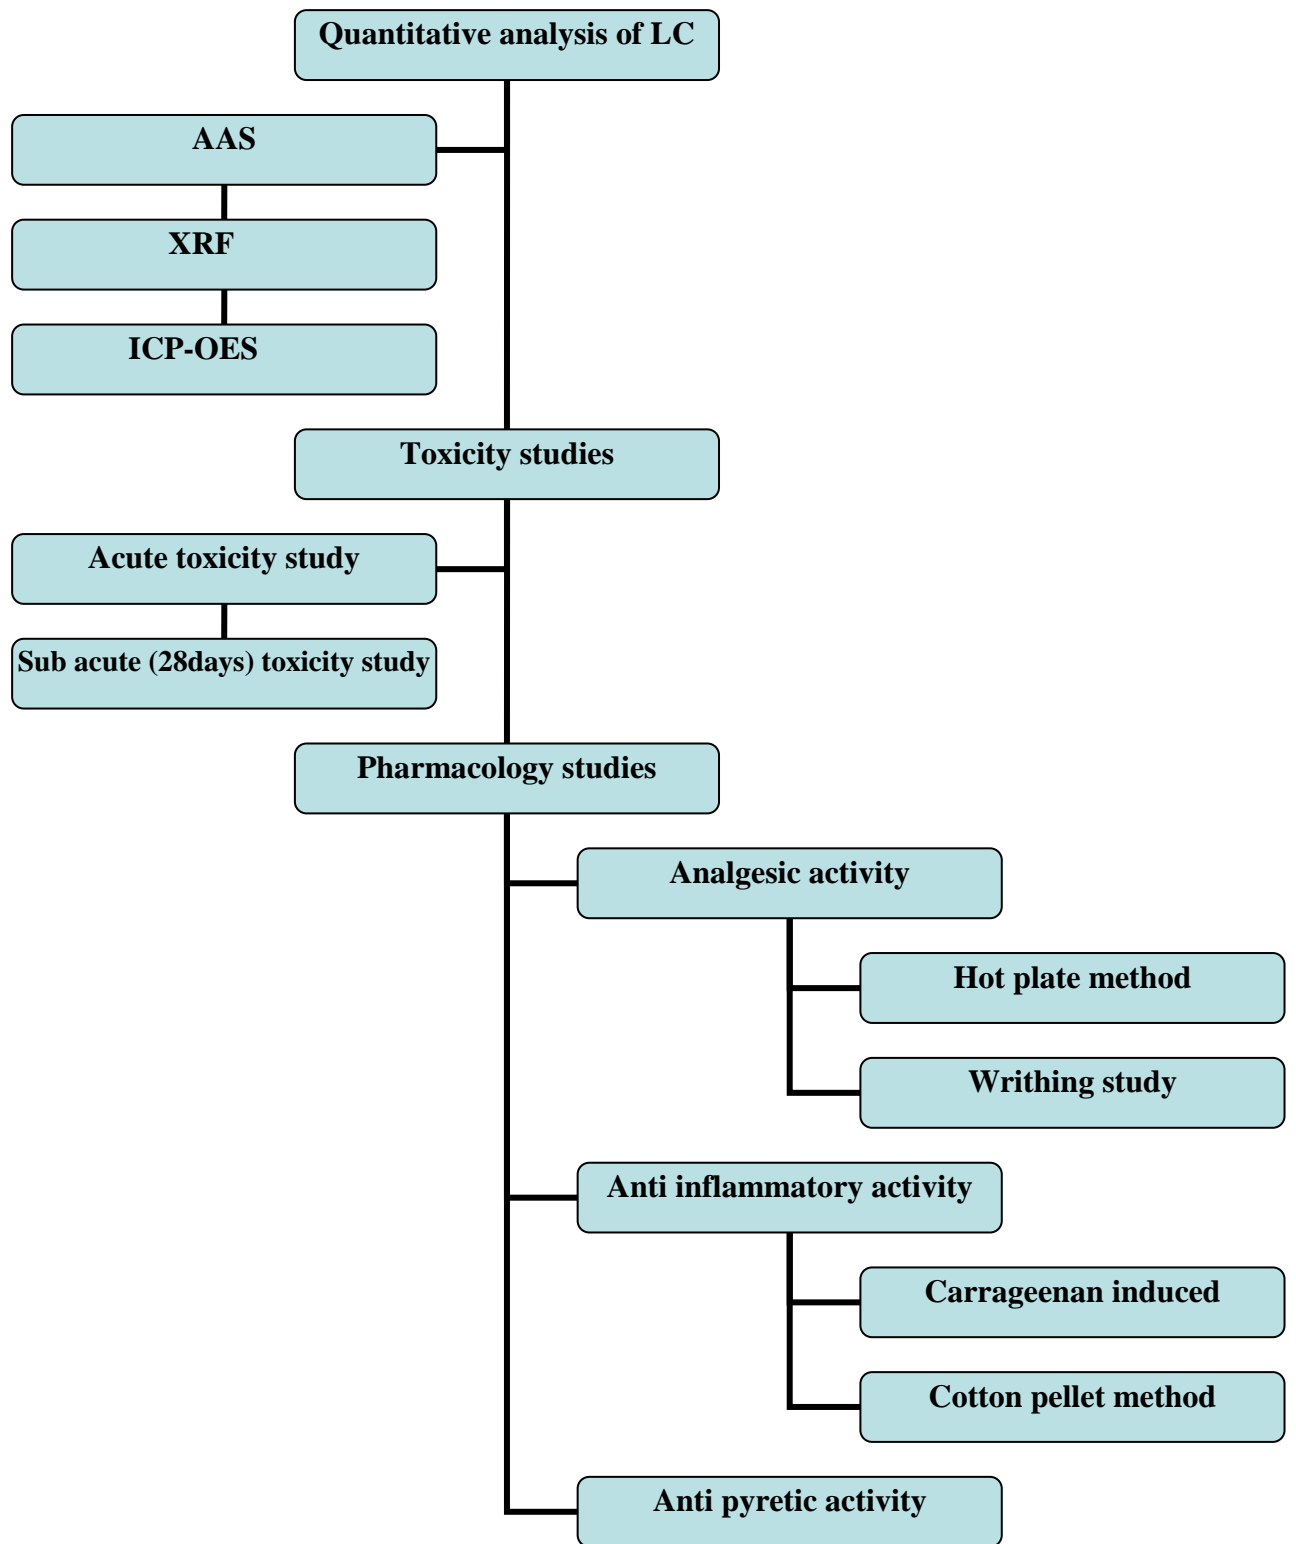 Quantitative analysis of LC
AAS
XRF
ICP-OES
Toxicity studies
Acute toxicity study
Sub acute (28days) toxicity study
Pharmacology studies
Analgesic activity
Hot plate method
Writhing study
Anti inflammatory activity
Carrageenan induced
Cotton pellet method
Anti pyretic activity